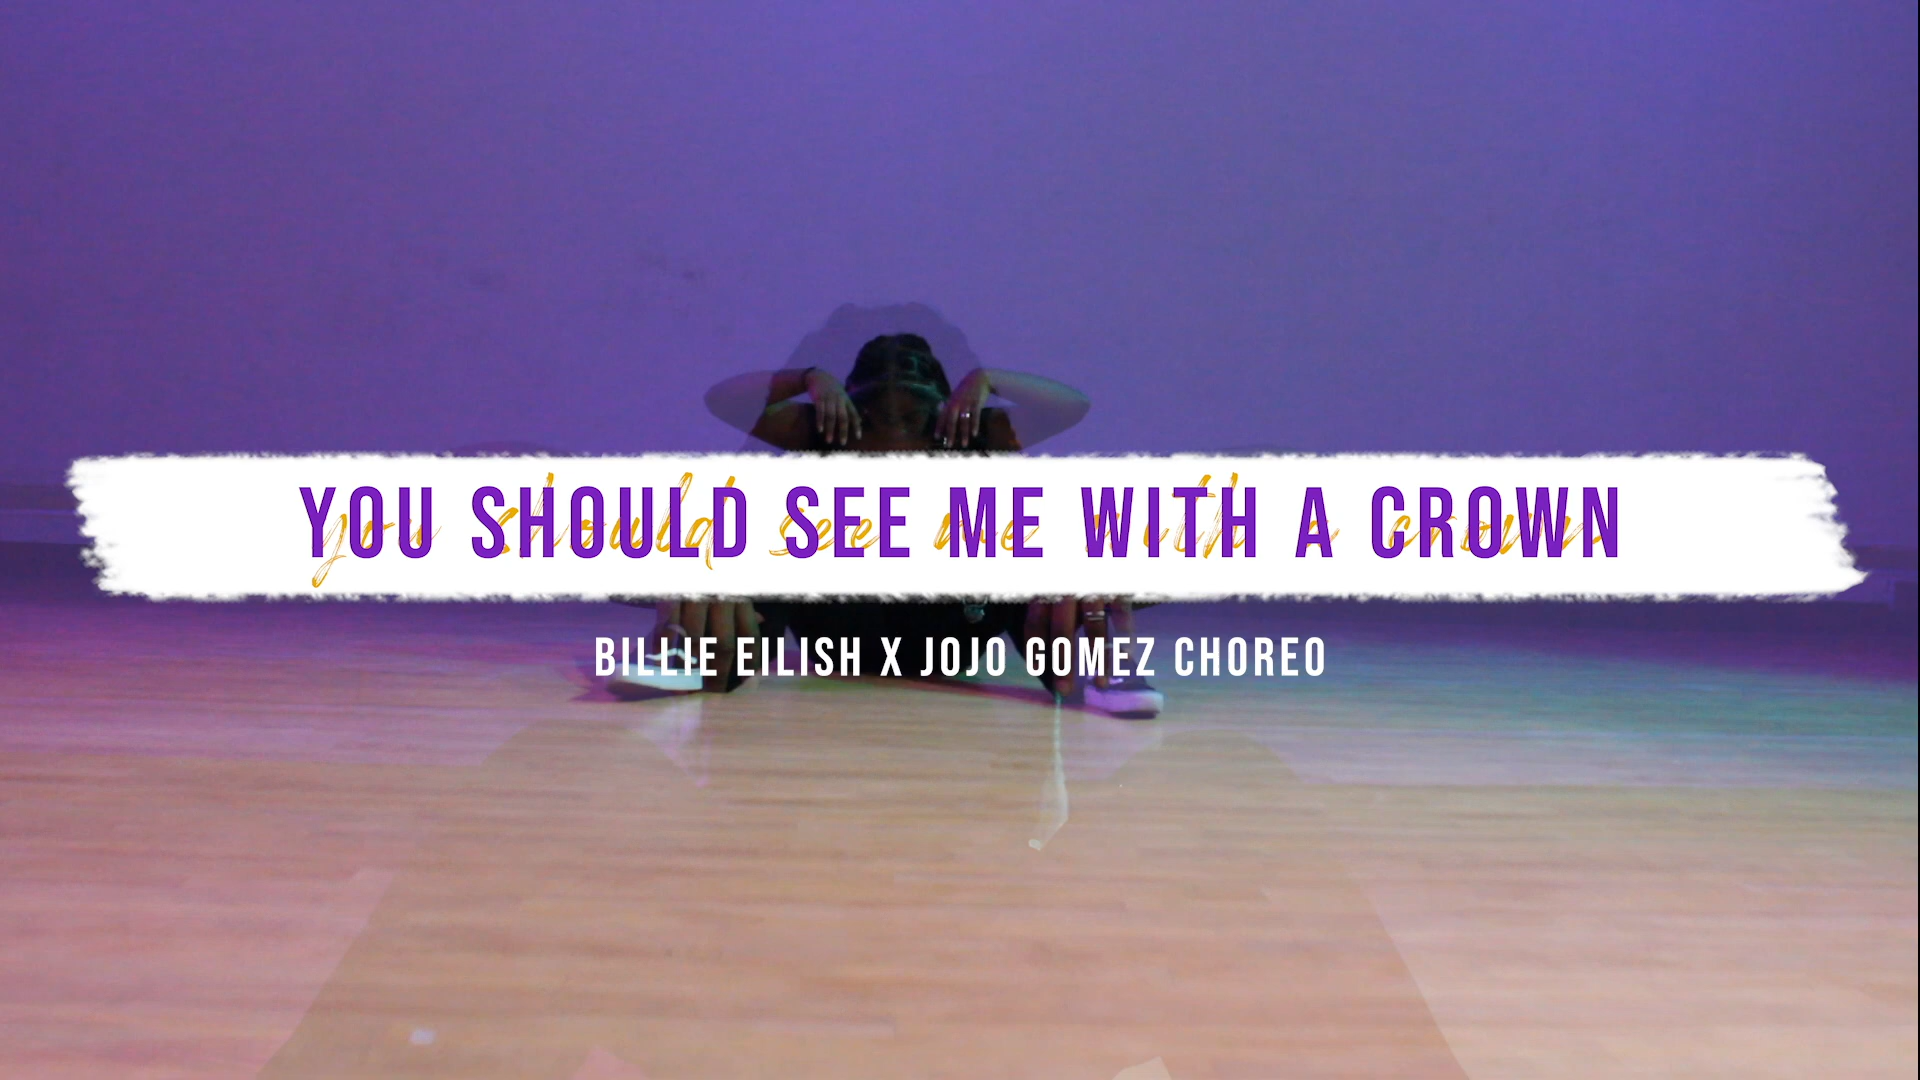 YOU SHOULD SEE ME WITH A CROWN
you should see me with a crown
BILLIE EILISH X JOJO GOMEZ CHOREO